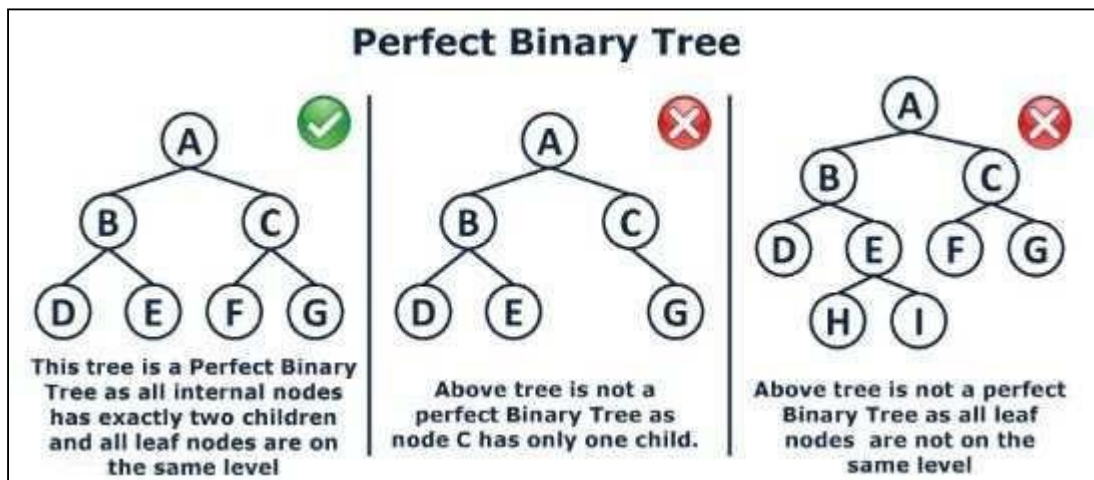 Perfect Binary Tree
A
B C
D E F G
This tree is a Perfect Binary
Tree as all internal nodes
has exactly two children
and all leaf nodes are on
the same level
A
B C
D E G
Above tree is not a
perfect Binary Tree as
node C has only one child.
A
B C
D E F G
H I
Above tree is not a perfect
Binary Tree as all leaf
nodes are not on the
same level